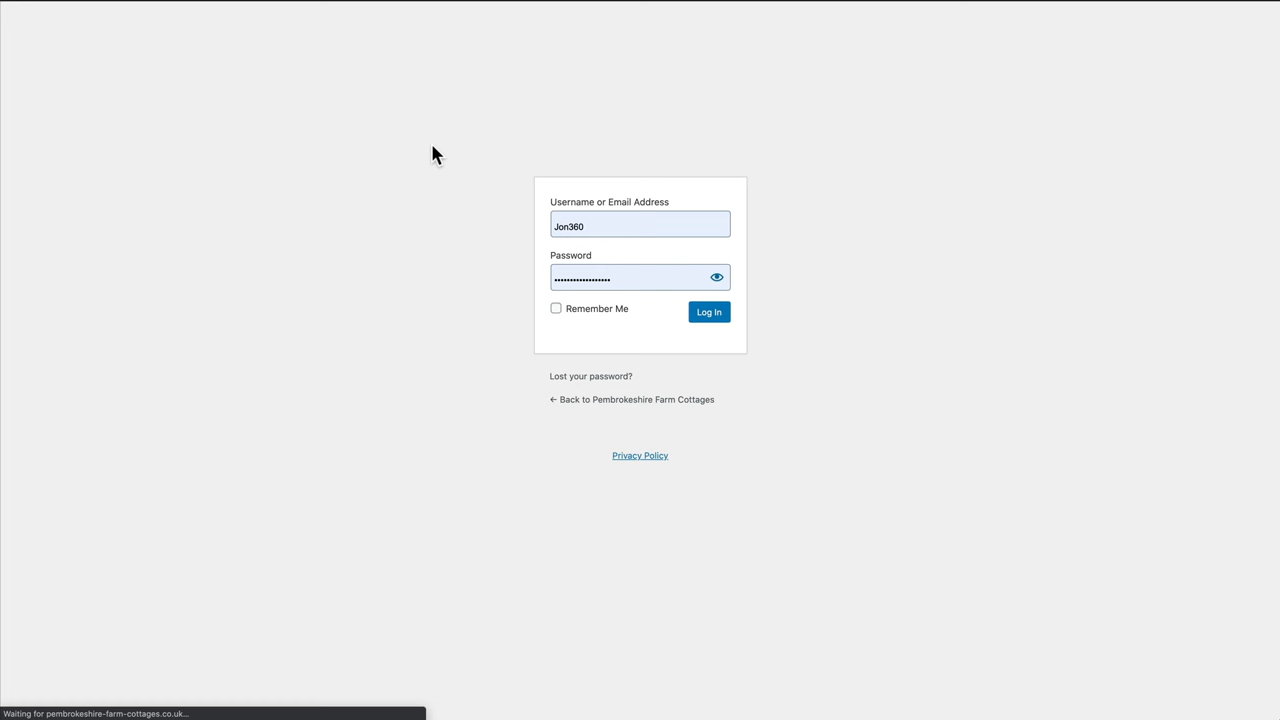 Username or Email Address
Jon360
Password
••••••••••••••••••
Remember Me
Log In
Lost your password?
← Back to Pembrokeshire Farm Cottages
Privacy Policy
Waiting for pembrokeshire-farm-cottages.co.uk...